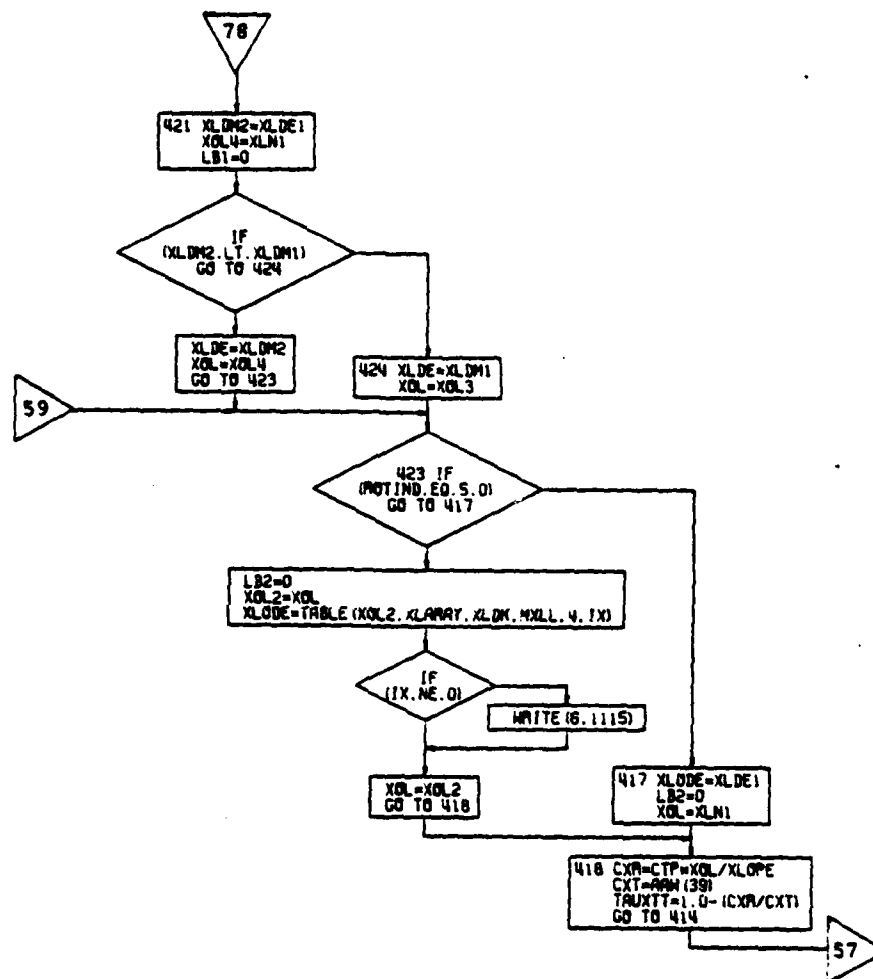 78
421 XLDM2=XLDE1
XOL4=XLN1
LB1=0
IF
(XLDM2.LT.XLDM1)
GO TO 424
XLDE=XLDM2
XOL=XOL4
GO TO 423
424 XLDE=XLDM1
XOL=XOL3
59
423 IF
(ROTIND.EQ.5.0)
GO TO 417
LB2=0
XOL2=XOL
XLODE=TABLE(XOL2.XLARAY.XLDK.MXLL.4.IX)
IF
(IX.NE.0)
WRITE(6.1115)
XOL=XOL2
GO TO 418
417 XLODE=XLDE1
LB2=0
XOL=XLN1
418 CXR=CTP=XOL/XLOPE
CXT=RAW(39)
TAUXTT=1.0-(CXR/CXT)
GO TO 414
57